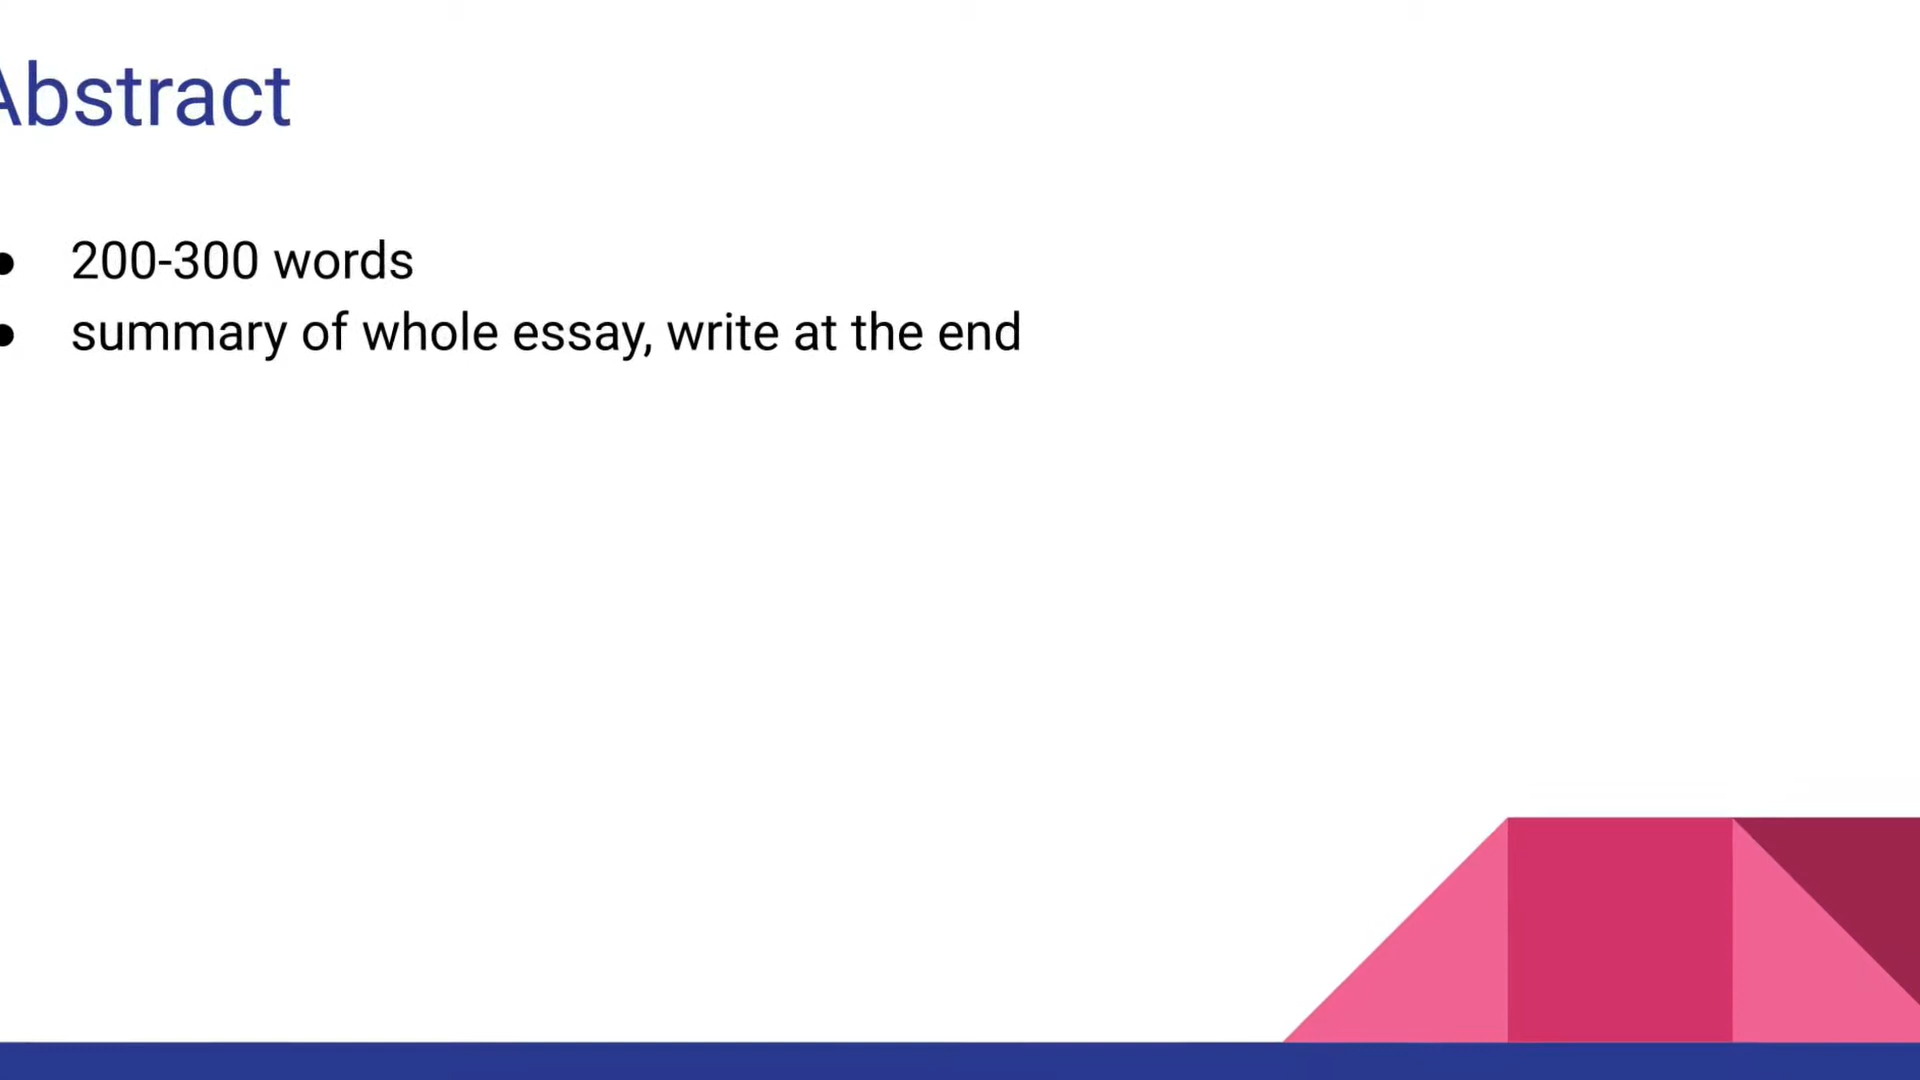 Abstract
● 200-300 words
● summary of whole essay, write at the end